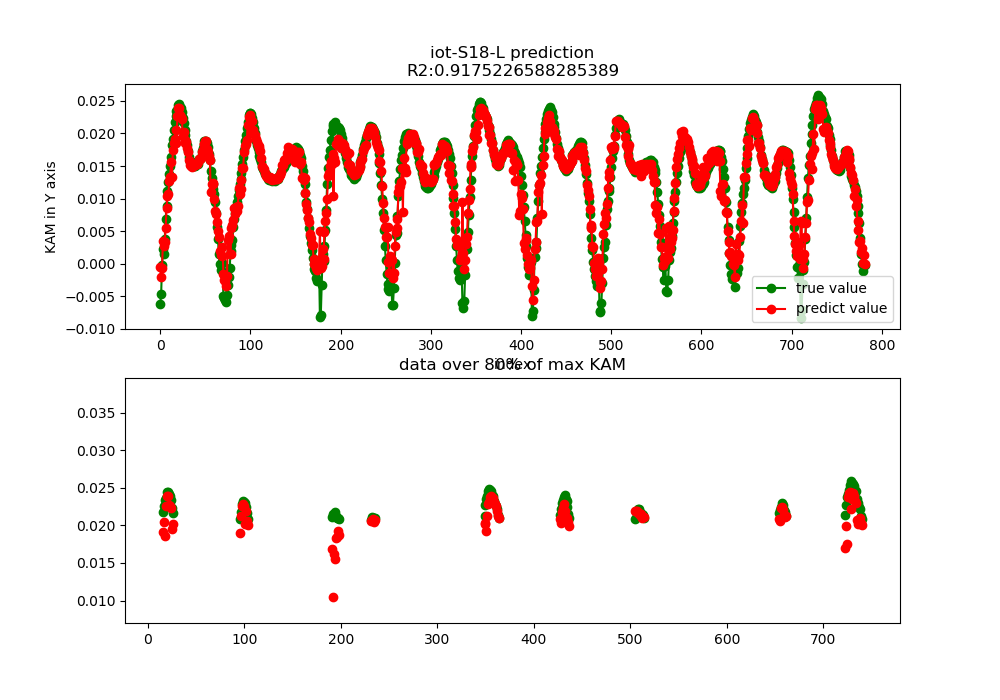 iot-S18-L prediction
R2:0.9175226588285389
KAM in Y axis
0.025
0.020
0.015
0.010
0.005
0.000
−0.005
−0.010
true value
predict value
0 100 200 300 400 500 600 700 800
index
data over 80% of max KAM
0.035
0.030
0.025
0.020
0.015
0.010
0 100 200 300 400 500 600 700